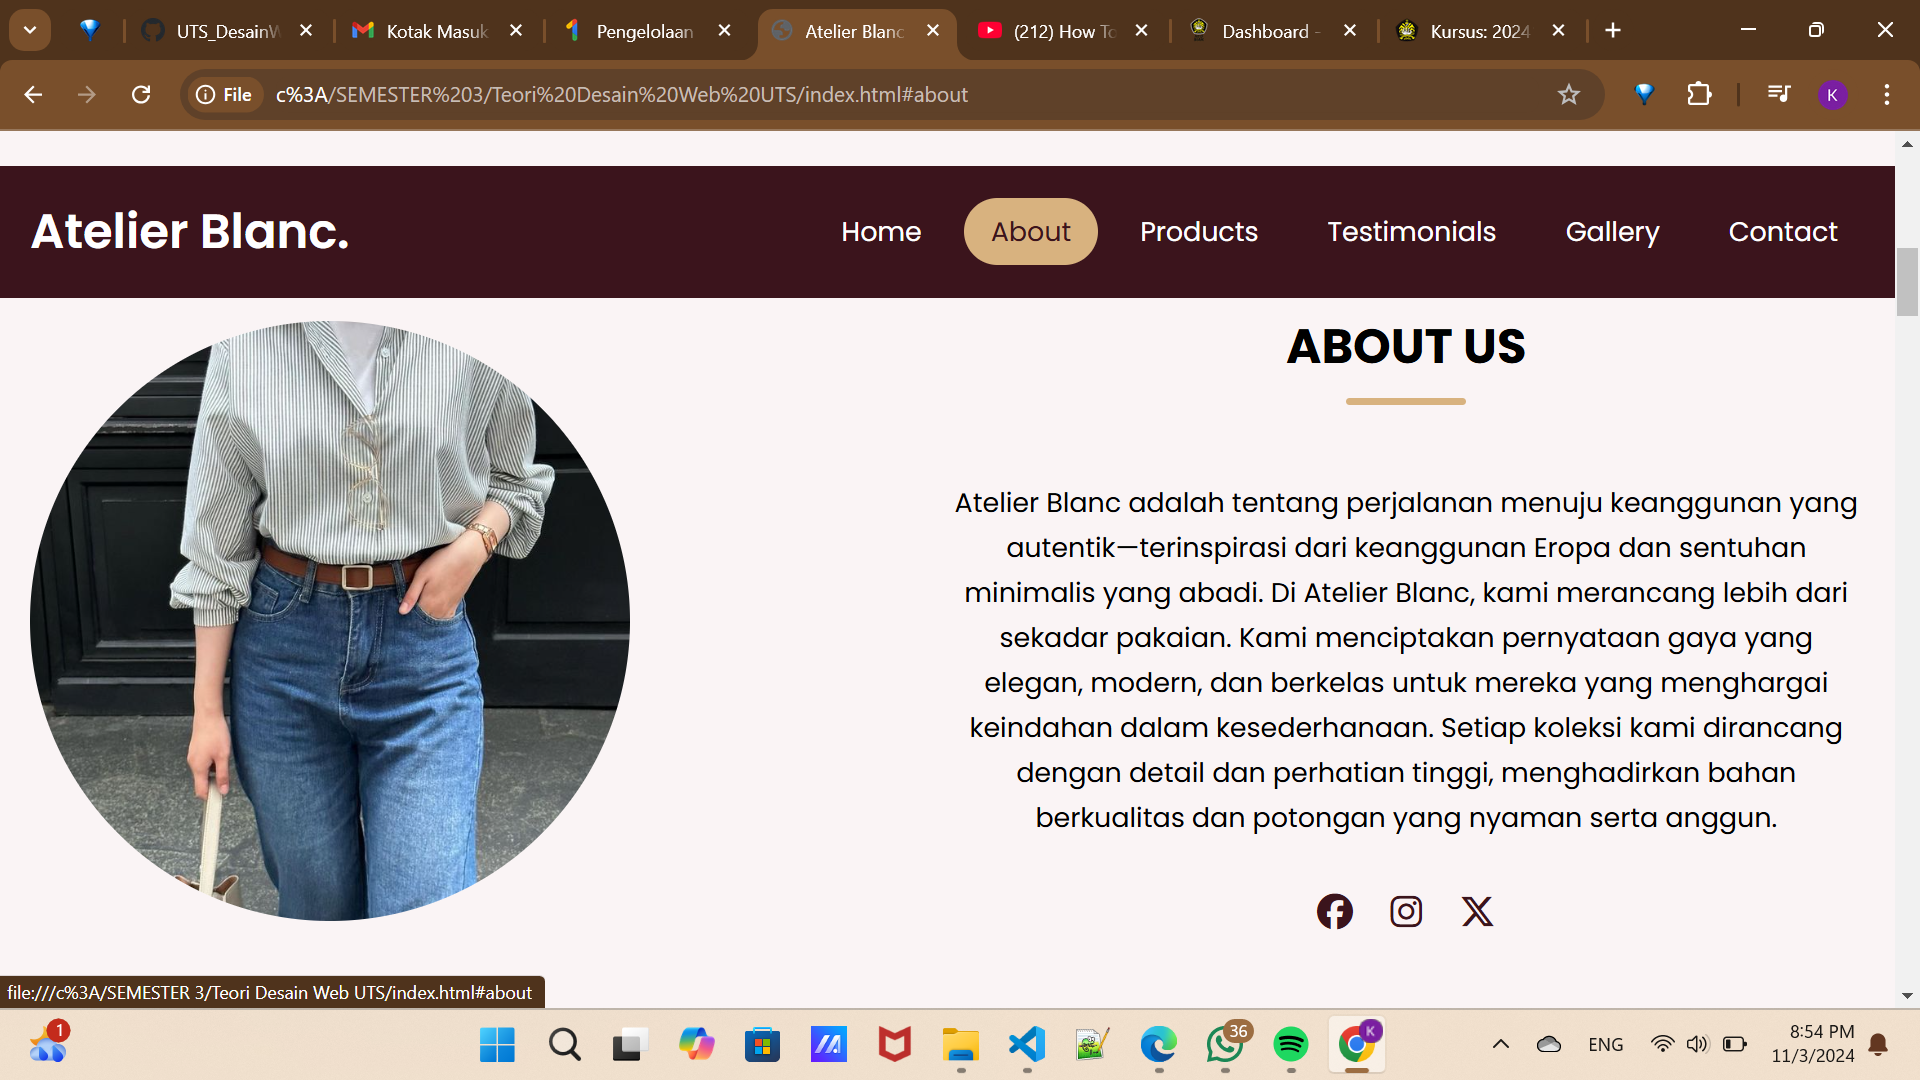 UTS_DesainW
Kotak Masuk
Pengelolaan
Atelier Blanc
(212) How To
Dashboard -
Kursus: 2024
File c%3A/SEMESTER%203/Teori%20Desain%20Web%20UTS/index.html#about
K
Atelier Blanc.
Home
About
Products
Testimonials
Gallery
Contact
ABOUT US
Atelier Blanc adalah tentang perjalanan menuju keanggunan yang
autentik—terinspirasi dari keanggunan Eropa dan sentuhan
minimalis yang abadi. Di Atelier Blanc, kami merancang lebih dari
sekadar pakaian. Kami menciptakan pernyataan gaya yang
elegan, modern, dan berkelas untuk mereka yang menghargai
keindahan dalam kesederhanaan. Setiap koleksi kami dirancang
dengan detail dan perhatian tinggi, menghadirkan bahan
berkualitas dan potongan yang nyaman serta anggun.
file:///c%3A/SEMESTER 3/Teori Desain Web UTS/index.html#about
1
36
K
ENG
8:54 PM
11/3/2024